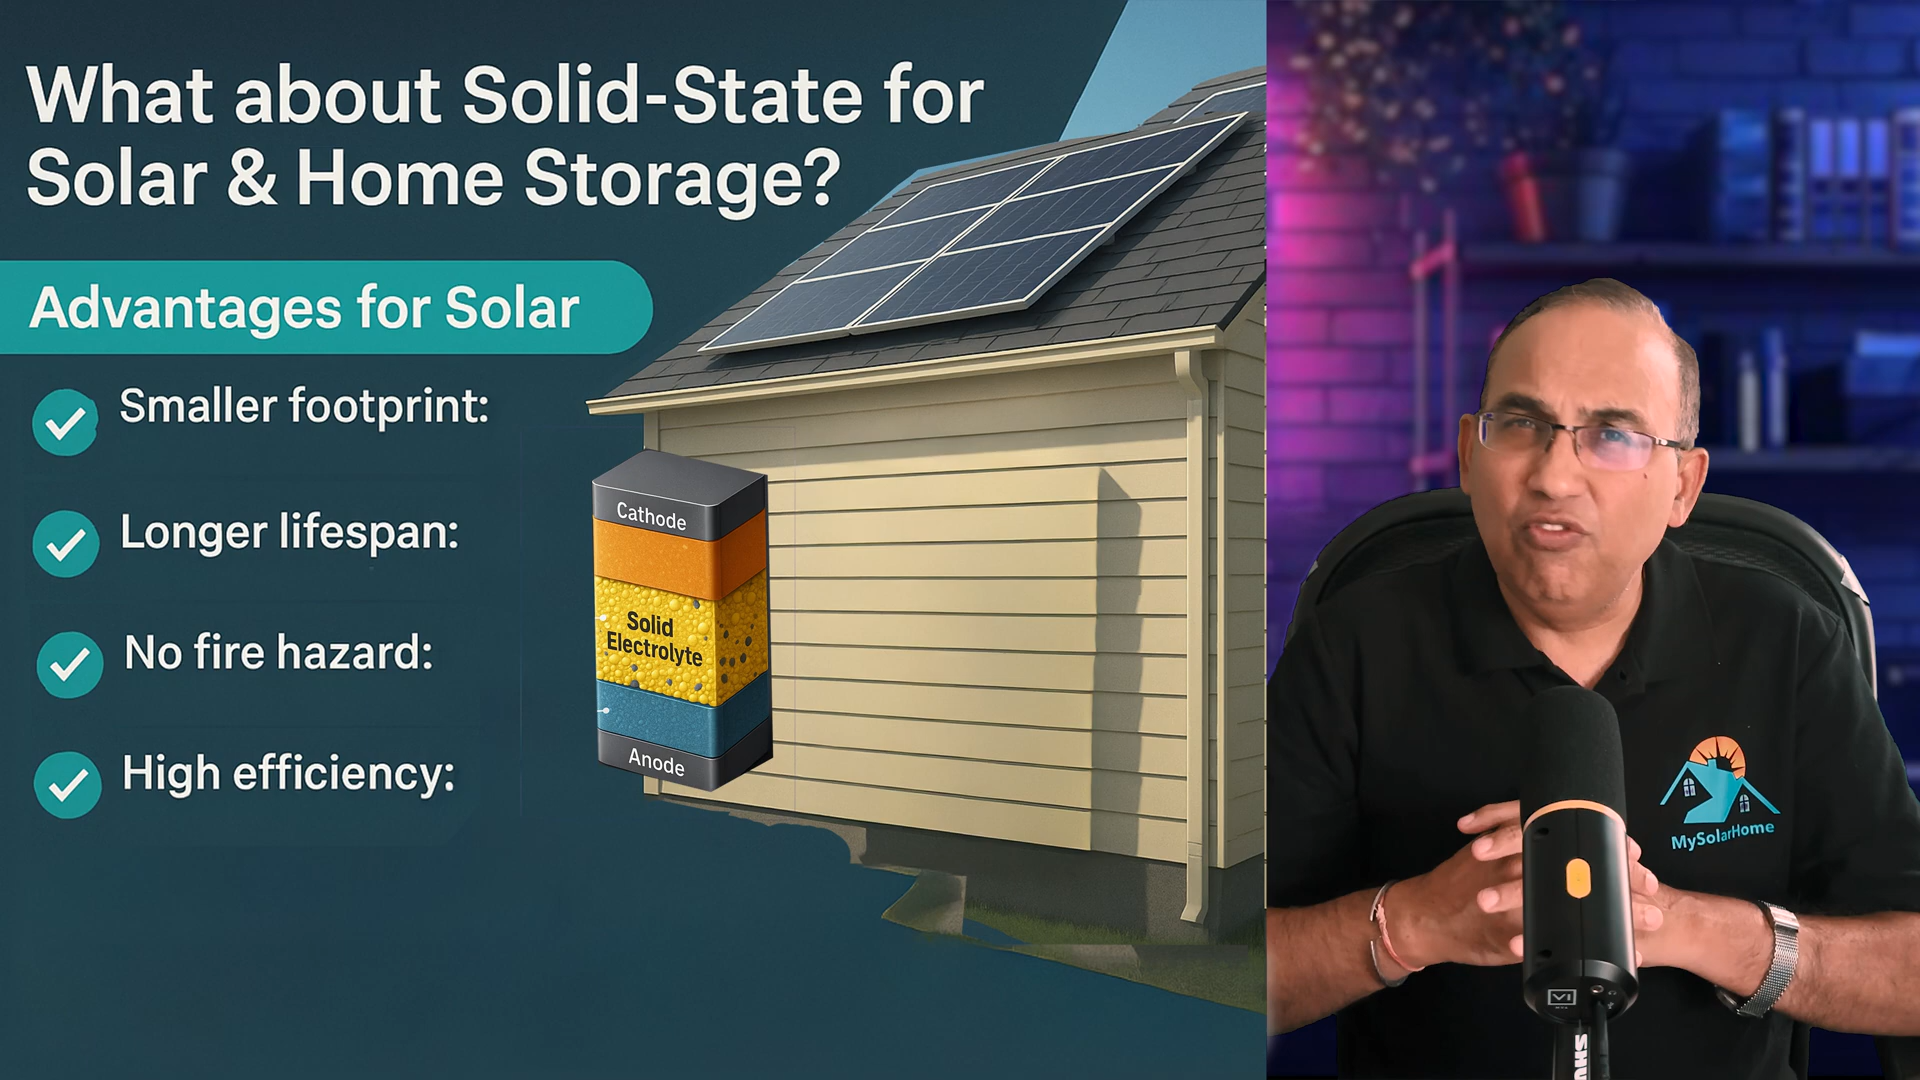 What about Solid-State for
Solar & Home Storage?
Advantages for Solar
Smaller footprint:
Longer lifespan:
No fire hazard:
High efficiency:
Cathode
Solid
Electrolyte
Anode
MySolarHome